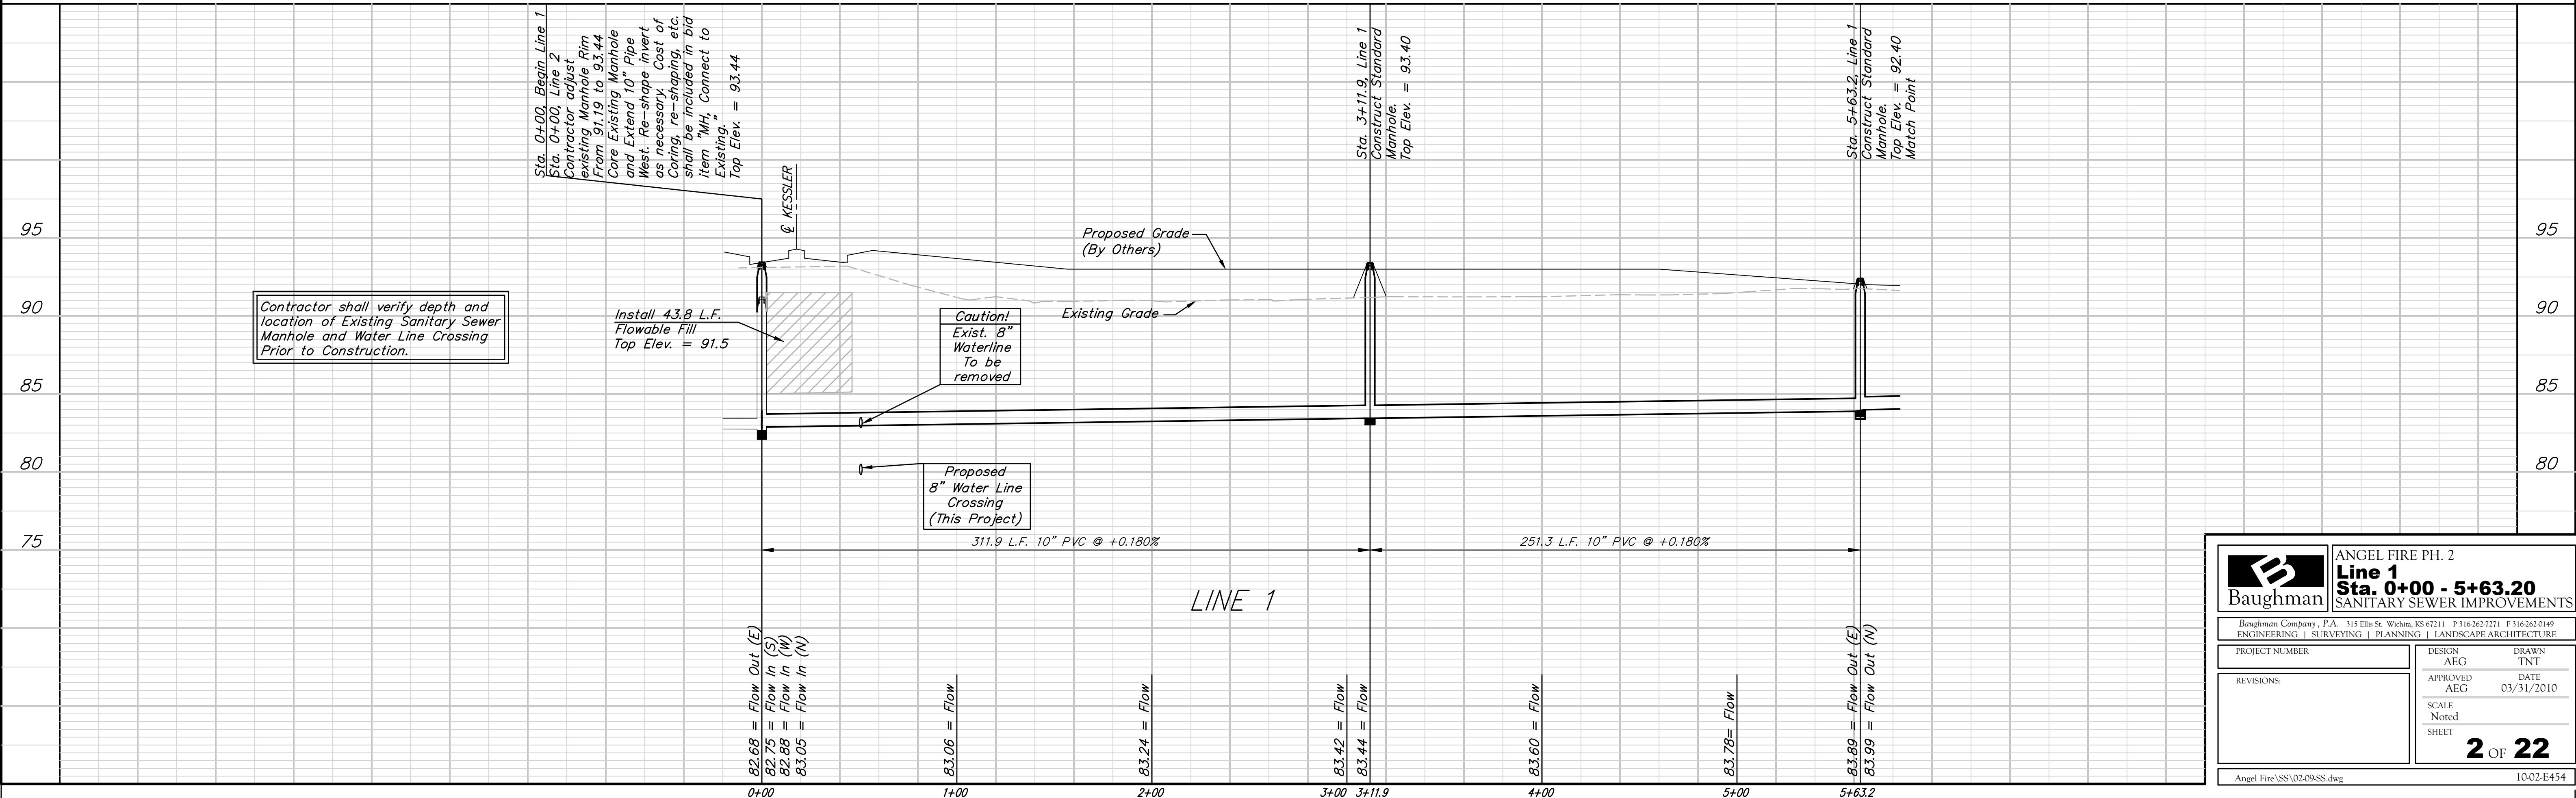 Sta. 0+00, Begin Line 1
Sta. 0+00, Line 2
Contractor adjust
existing Manhole Rim
From 91.19 to 93.44
Core Existing Manhole
and Extend 10" Pipe
West. Re-shape invert
as necessary. Cost of
Coring, re-shaping, etc.
shall be included in bid
item "MH, Connect to
Existing."
Top Elev. = 93.44
℄ KESSLER
Sta. 3+11.9, Line 1
Construct Standard
Manhole.
Top Elev. = 93.40
Sta. 5+63.2, Line 1
Construct Standard
Manhole.
Top Elev. = 92.40
Match Point
95
90
85
80
75
95
90
85
80
Contractor shall verify depth and
location of Existing Sanitary Sewer
Manhole and Water Line Crossing
Prior to Construction.
Install 43.8 L.F.
Flowable Fill
Top Elev. = 91.5
Caution!
Exist. 8"
Waterline
To be
removed
Proposed Grade
(By Others)
Existing Grade
Proposed
8" Water Line
Crossing
(This Project)
311.9 L.F. 10" PVC @ +0.180%
251.3 L.F. 10" PVC @ +0.180%
LINE 1
82.68 = Flow Out (E)
82.75 = Flow In (S)
82.88 = Flow In (W)
83.05 = Flow In (N)
83.06 = Flow
83.24 = Flow
83.42 = Flow
83.44 = Flow
83.60 = Flow
83.78= Flow
83.89 = Flow Out (E)
83.99 = Flow Out (N)
0+00
1+00
2+00
3+00
3+11.9
4+00
5+00
5+63.2
B
Baughman
ANGEL FIRE PH. 2
Line 1
Sta. 0+00 - 5+63.20
SANITARY SEWER IMPROVEMENTS
Baughman Company, P.A. 315 Ellis St. Wichita, KS 67211 P 316-262-7271 F 316-262-0149
ENGINEERING | SURVEYING | PLANNING | LANDSCAPE ARCHITECTURE
PROJECT NUMBER
REVISIONS:
DESIGN
AEG
DRAWN
TNT
APPROVED
AEG
DATE
03/31/2010
SCALE
Noted
SHEET
2 OF 22
Angel Fire\SS\02-09-SS.dwg
10-02-E454